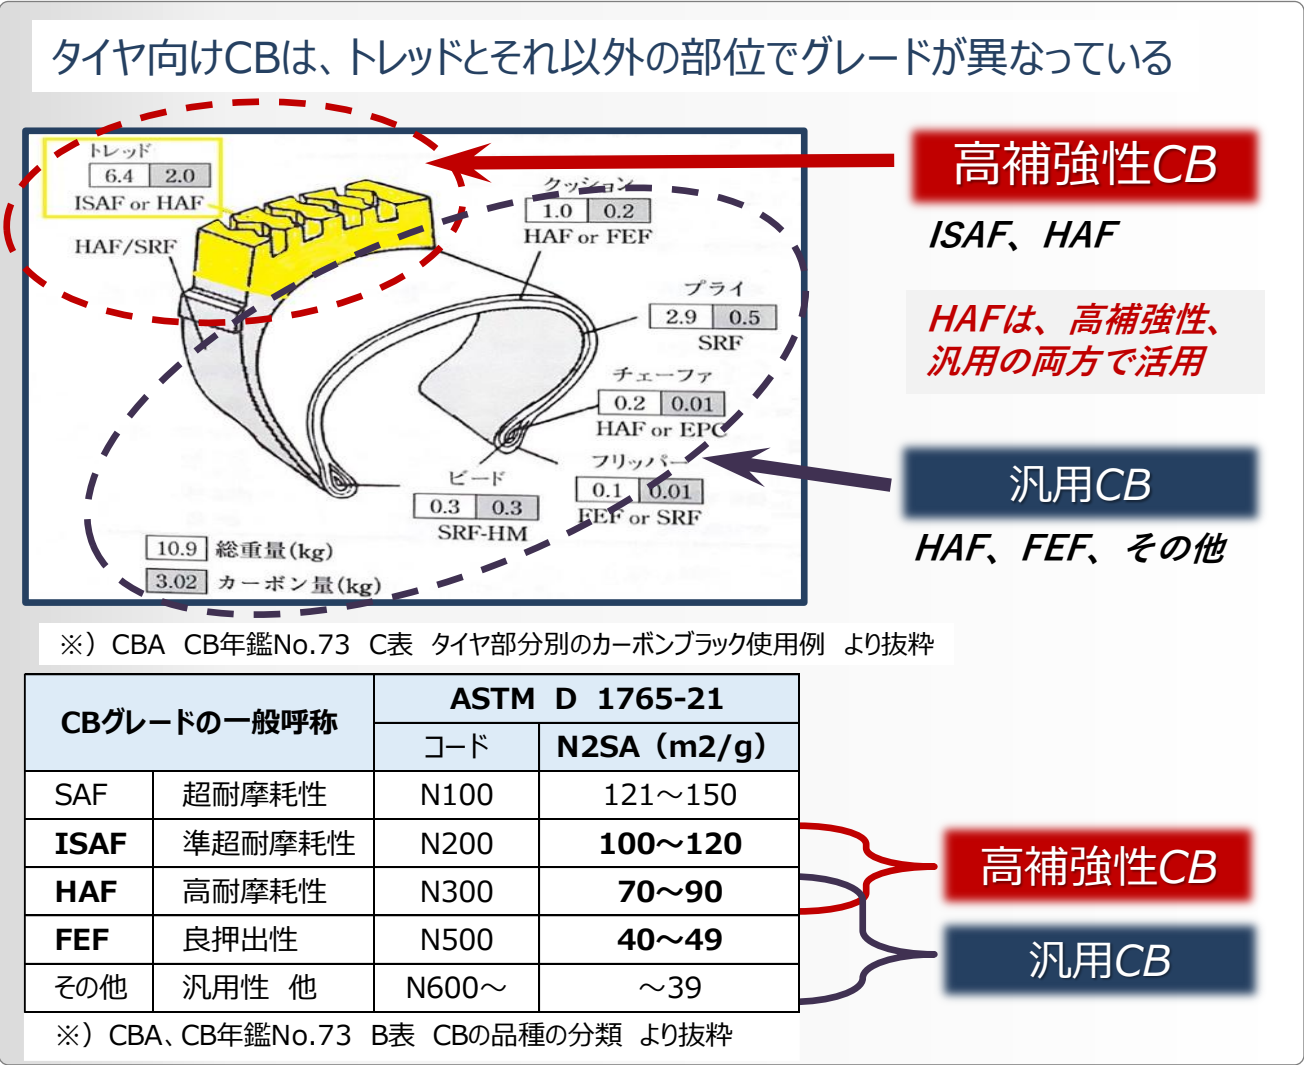 タイヤ向けCBは、トレッドとそれ以外の部位でグレードが異なっている
トレッド
6.4 2.0
ISAF or HAF
HAF/SRF
クッション
1.0 0.2
HAF or FEF
プライ
2.9 0.5
SRF
チェーファ
0.2 0.01
HAF or EPC
フリッパー
0.1 0.01
FEF or SRF
ビード
0.3 0.3
SRF-HM
10.9 総重量(kg)
3.02 カーボン量(kg)
高補強性CB
ISAF、HAF
HAFは、高補強性、
汎用の両方で活用
汎用CB
HAF、FEF、その他
※）CBA CB年鑑No.73 C表 タイヤ部分別のカーボンブラック使用例 より抜粋
CBグレードの一般呼称 ASTM D 1765-21
コード N2SA（m2/g）
SAF 超耐摩耗性 N100 121～150
ISAF 準超耐摩耗性 N200 100～120
HAF 高耐摩耗性 N300 70～90
FEF 良押出性 N500 40～49
その他 汎用性 他 N600～ ～39
高補強性CB
汎用CB
※）CBA、CB年鑑No.73 B表 CBの品種の分類 より抜粋